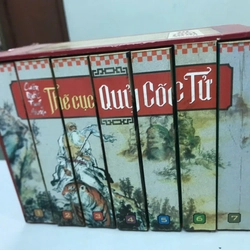 Thế cục Quỷ Cốc Tử
1 2 3 4 5 6 7